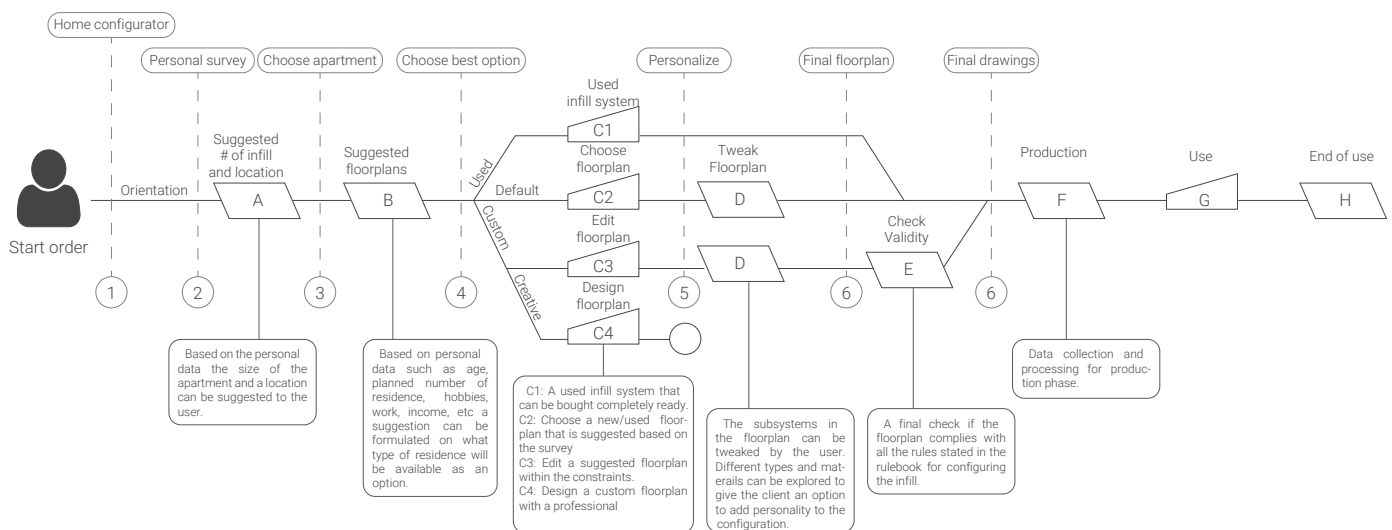 Home configurator
Personal survey
Choose apartment
Choose best option
Personalize
Final floorplan
Final drawings
Start order
Orientation
Suggested
# of infill
and location
A
Suggested
floorplans
B
Used
Default
Custom
Creative
Used
infill system
C1
Choose
floorplan
C2
Edit
floorplan
C3
Design
floorplan
C4
Tweak
Floorplan
D
D
Check
Validity
E
Production
F
Use
G
End of use
H
1
2
3
4
5
6
6
Based on the personal
data the size of the
apartment and a location
can be suggested to the
user.
Based on personal
data such as age,
planned number of
residence, hobbies,
work, income, etc a
suggestion can be
formulated on what
type of residence will
be available as an
option.
C1: A used infill system that
can be bought completely ready.
C2: Choose a new/used floor-
plan that is suggested based on
the survey
C3: Edit a suggested floorplan
within the constraints.
C4: Design a custom floorplan
with a professional
The subsystems in
the floorplan can be
tweaked by the user.
Different types and mat-
erails can be explored to
give the client an option
to add personality to the
configuration.
A final check if the
floorplan complies with
all the rules stated in the
rulebook for configuring
the infill.
Data collection and
processing for produc-
tion phase.